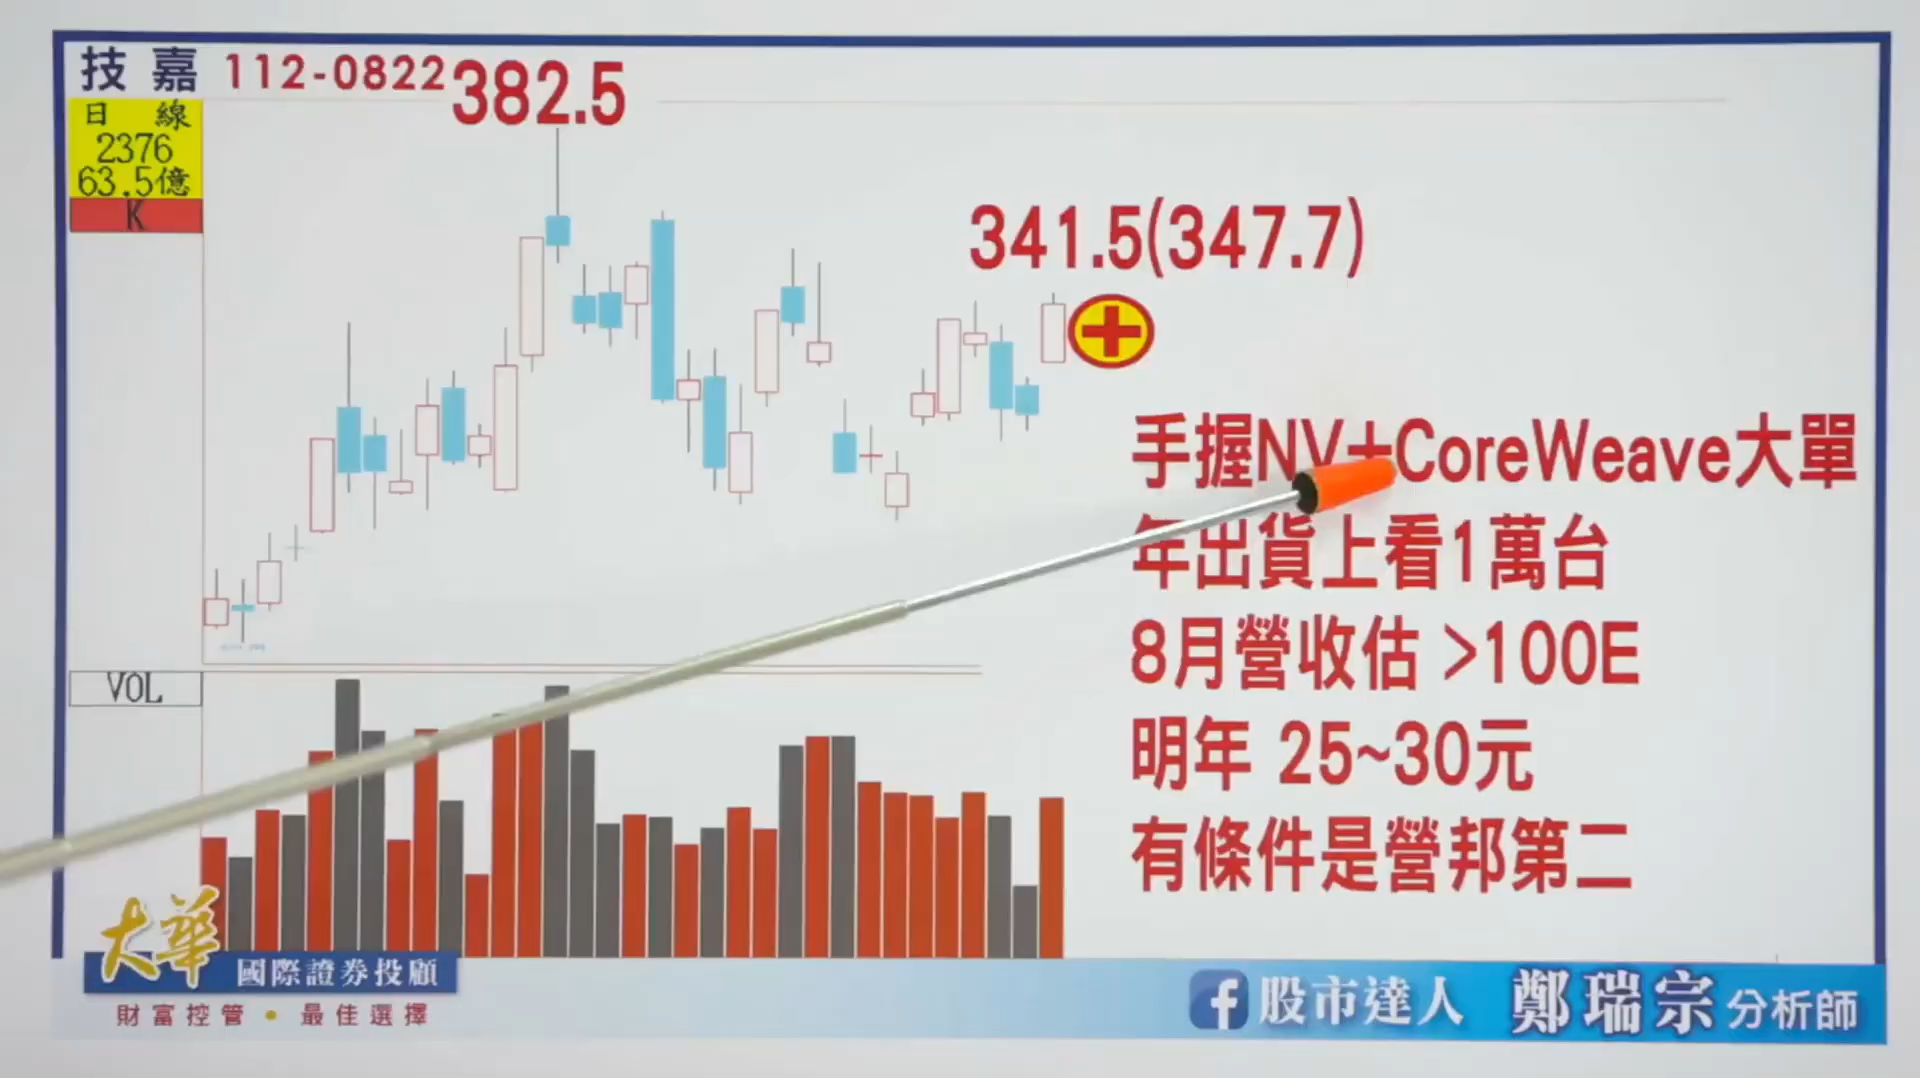 技嘉 112-0822
382.5
日線
2376
63.5億
K
341.5(347.7)
手握NV+CoreWeave大單
年出貨上看1萬台
8月營收估 >100E
明年 25~30元
有條件是營邦第二
VOL
大華
國際證券投顧
財富控管·最佳選擇
f 股市達人 鄭瑞宗 分析師